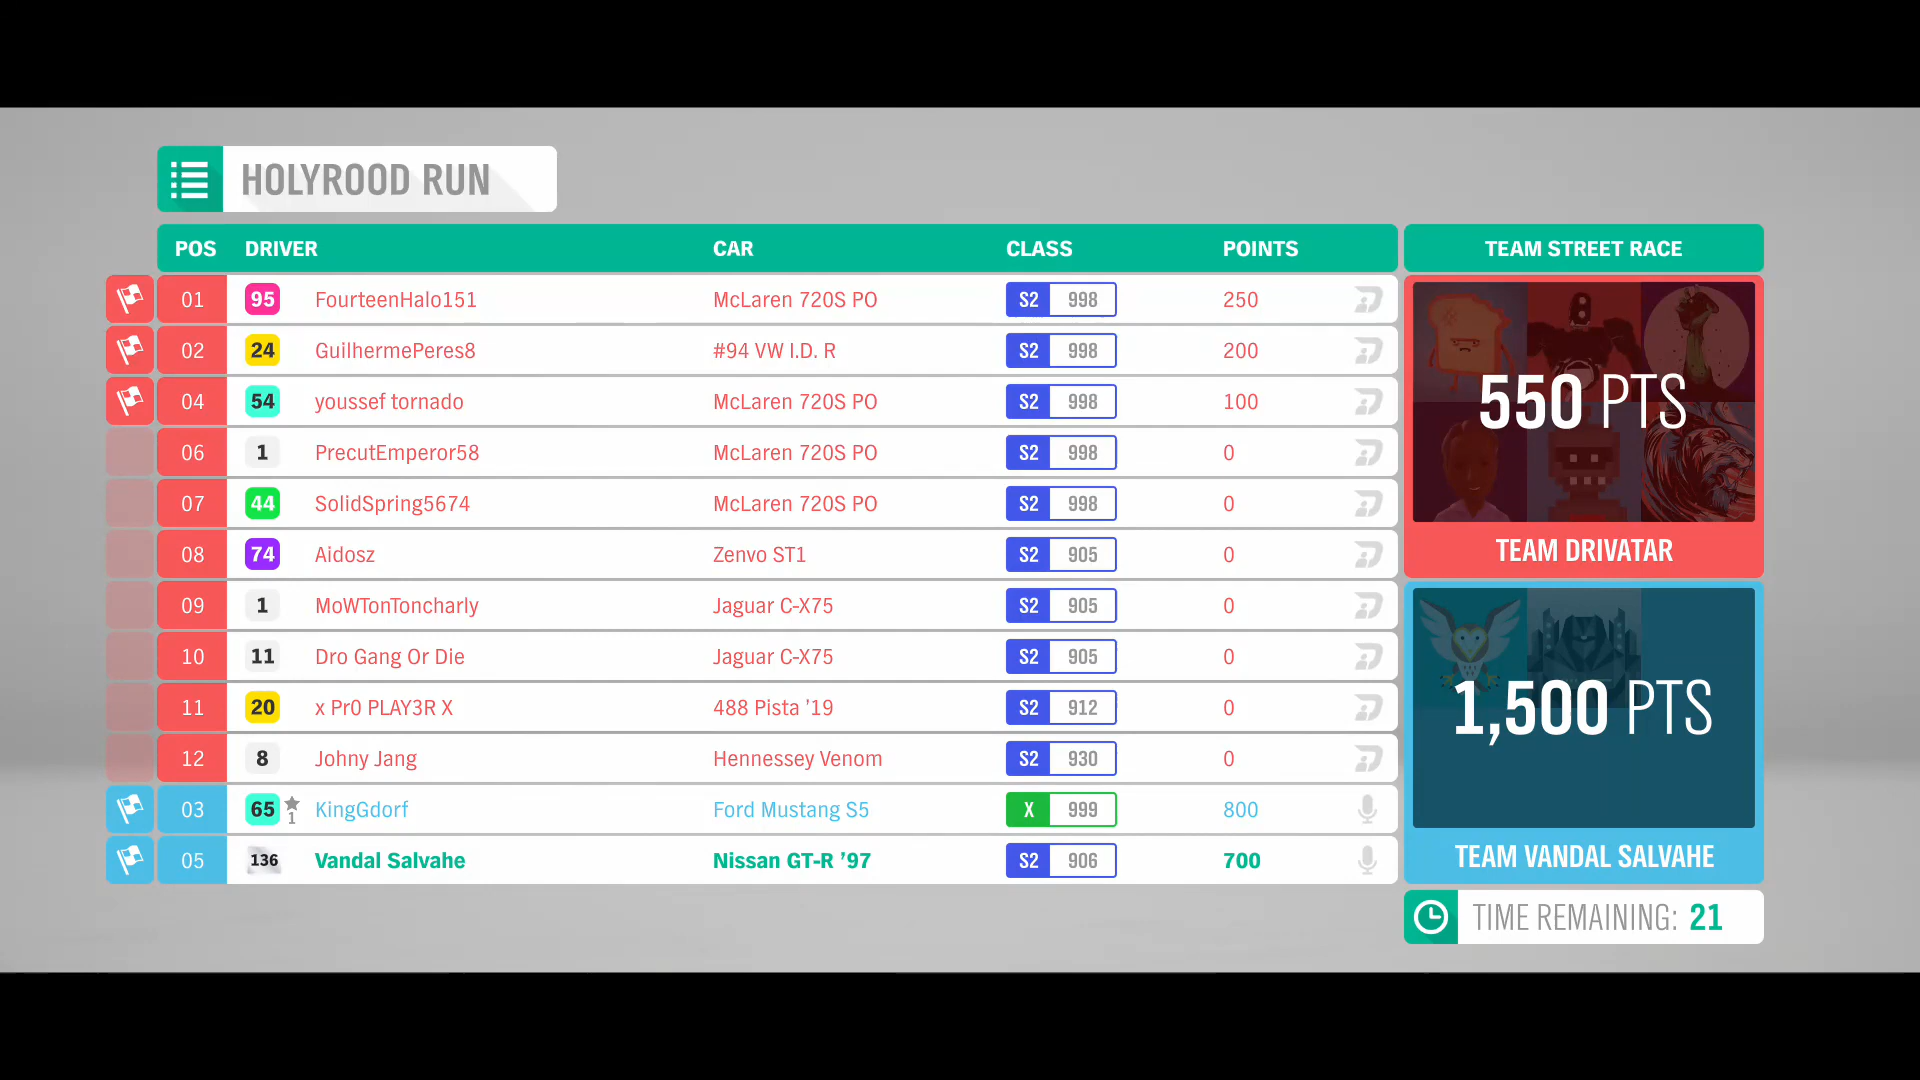 HOLYROOD RUN
POS DRIVER CAR CLASS POINTS TEAM STREET RACE
01 95 FourteenHalo151 McLaren 720S PO S2 998 250
02 24 GuilhermePeres8 #94 VW I.D. R S2 998 200
04 54 youssef tornado McLaren 720S PO S2 998 100
06 1 PrecutEmperor58 McLaren 720S PO S2 998 0
07 44 SolidSpring5674 McLaren 720S PO S2 998 0
08 74 Aidosz Zenvo ST1 S2 905 0
09 1 MoWTonToncharly Jaguar C-X75 S2 905 0
10 11 Dro Gang Or Die Jaguar C-X75 S2 905 0
11 20 x Pr0 PLAY3R X 488 Pista ’19 S2 912 0
12 8 Johny Jang Hennessey Venom S2 930 0
03 65 1 KingGdorf Ford Mustang S5 X 999 800
05 136 Vandal Salvahe Nissan GT-R ’97 S2 906 700
550 PTS
TEAM DRIVATAR
1,500 PTS
TEAM VANDAL SALVAHE
TIME REMAINING: 21